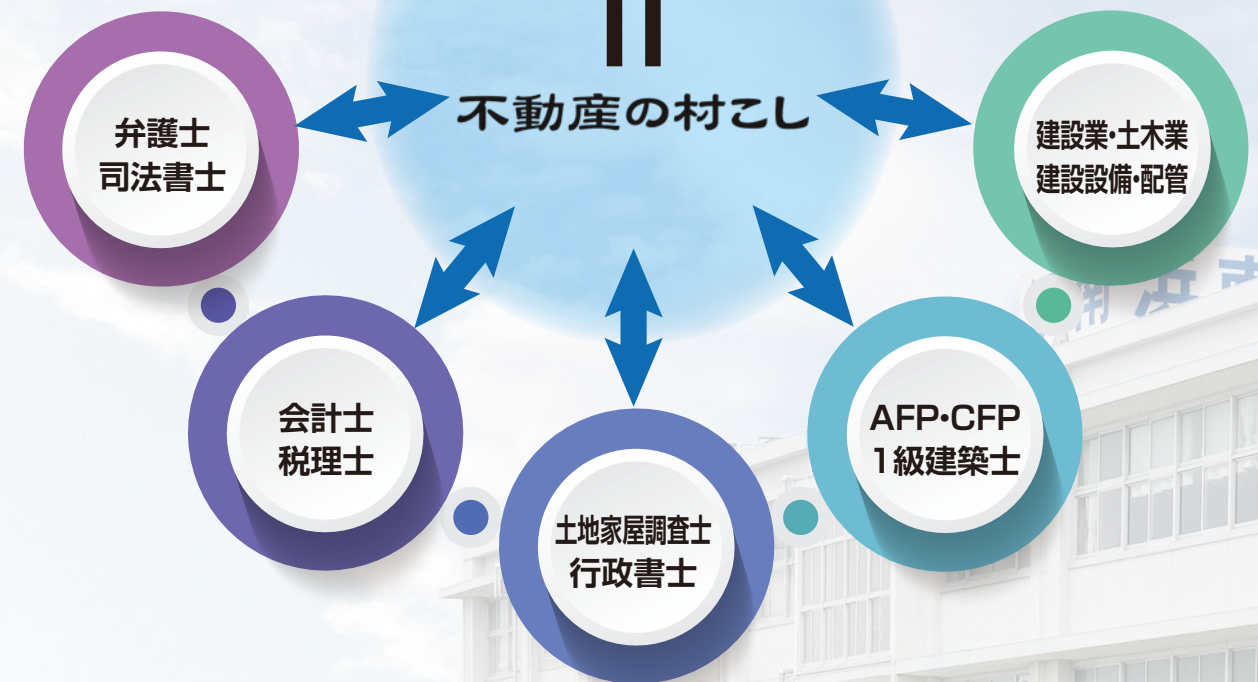 不動産の村こし
弁護士
司法書士
建設業・土木業
建設設備・配管
会計士
税理士
AFP・CFP
1級建築士
土地家屋調査士
行政書士